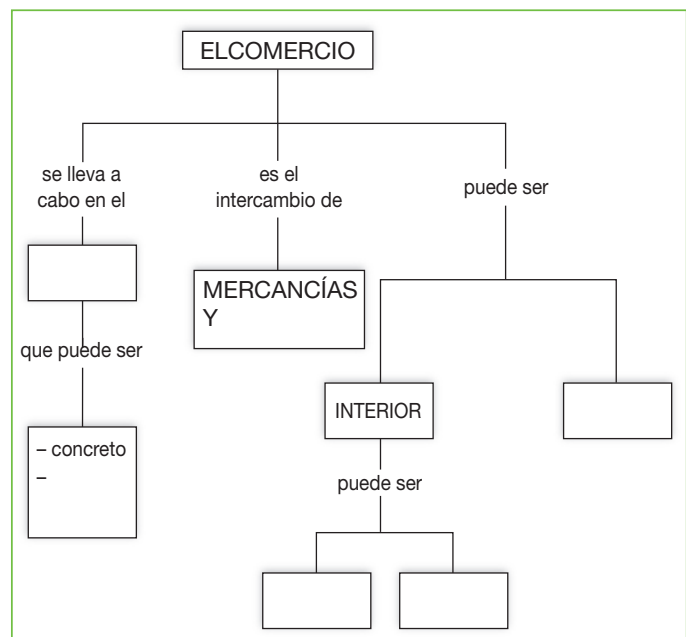 ELCOMERCIO
se lleva a
cabo en el
es el
intercambio de
puede ser
MERCANCÍAS
Y
que puede ser
– concreto
–
INTERIOR
puede ser